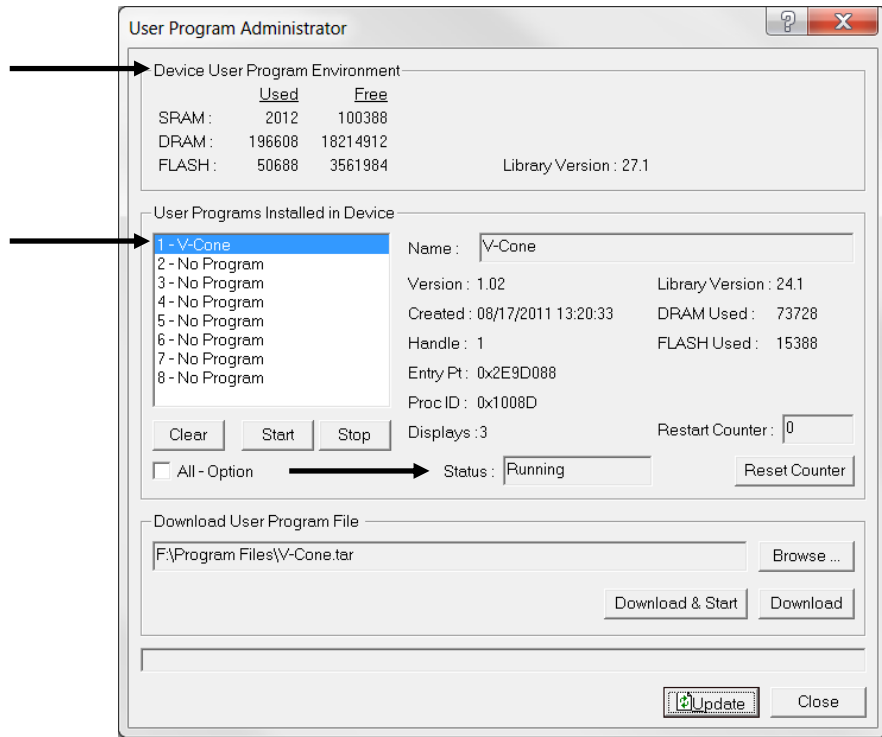 User Program Administrator
Device User Program Environment
Used Free
SRAM : 2012 100388
DRAM : 196608 18214912
FLASH : 50688 3561984 Library Version : 27.1
User Programs Installed in Device
1 - V-Cone
2 - No Program
3 - No Program
4 - No Program
5 - No Program
6 - No Program
7 - No Program
8 - No Program
Name : V-Cone
Version : 1.02 Library Version : 24.1
Created : 08/17/2011 13:20:33 DRAM Used : 73728
Handle : 1 FLASH Used : 15388
Entry Pt : 0x2E9D088
Proc ID : 0x1008D
Clear Start Stop Displays :3 Restart Counter : 0
All - Option Status : Running Reset Counter
Download User Program File
F:\Program Files\V-Cone.tar Browse ...
Download & Start Download
Update Close